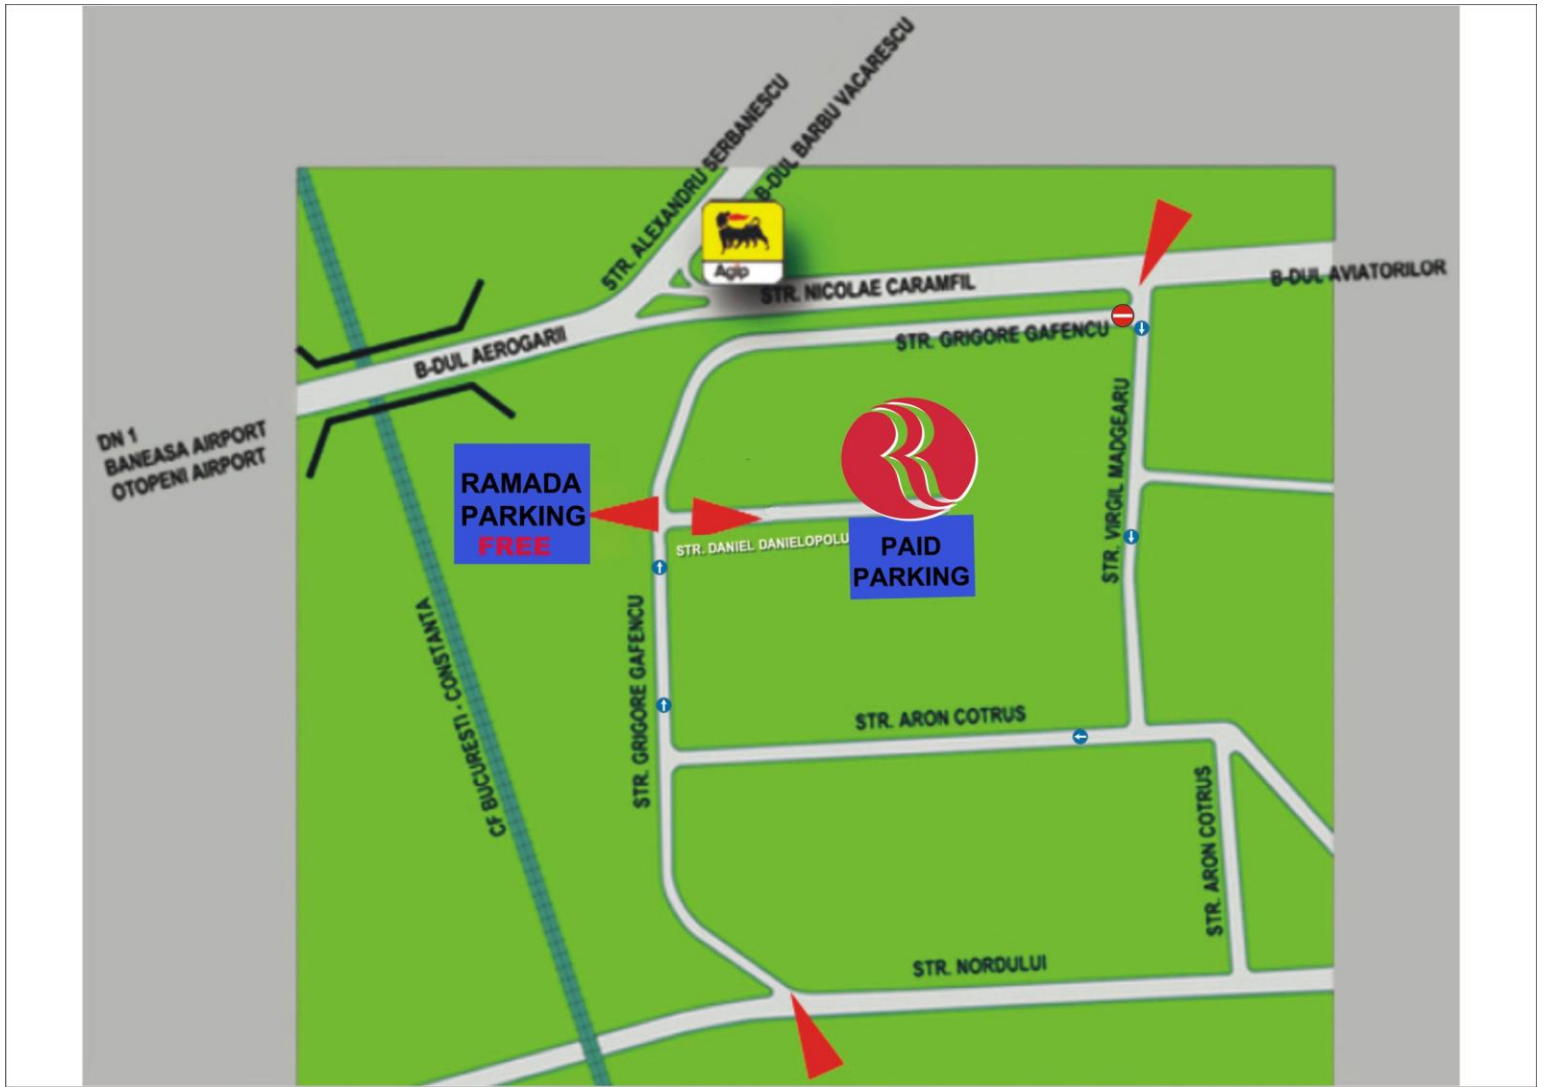 STR. ALEXANDRU SERBANESCU
B-DUL BARBU VACARESCU
Agip
STR. NICOLAE CARAMFIL
B-DUL AVIATORILOR
B-DUL AEROGARII
STR. GRIGORE GAFENCU
DN 1
BANEASA AIRPORT
OTOPENI AIRPORT
RAMADA
PARKING
FREE
STR. DANIEL DANIELOPOLU
PAID
PARKING
STR. VIRGIL MADGEARU
CF BUCURESTI - CONSTANTA
STR. GRIGORE GAFENCU
STR. ARON COTRUS
STR. ARON COTRUS
STR. NORDULUI